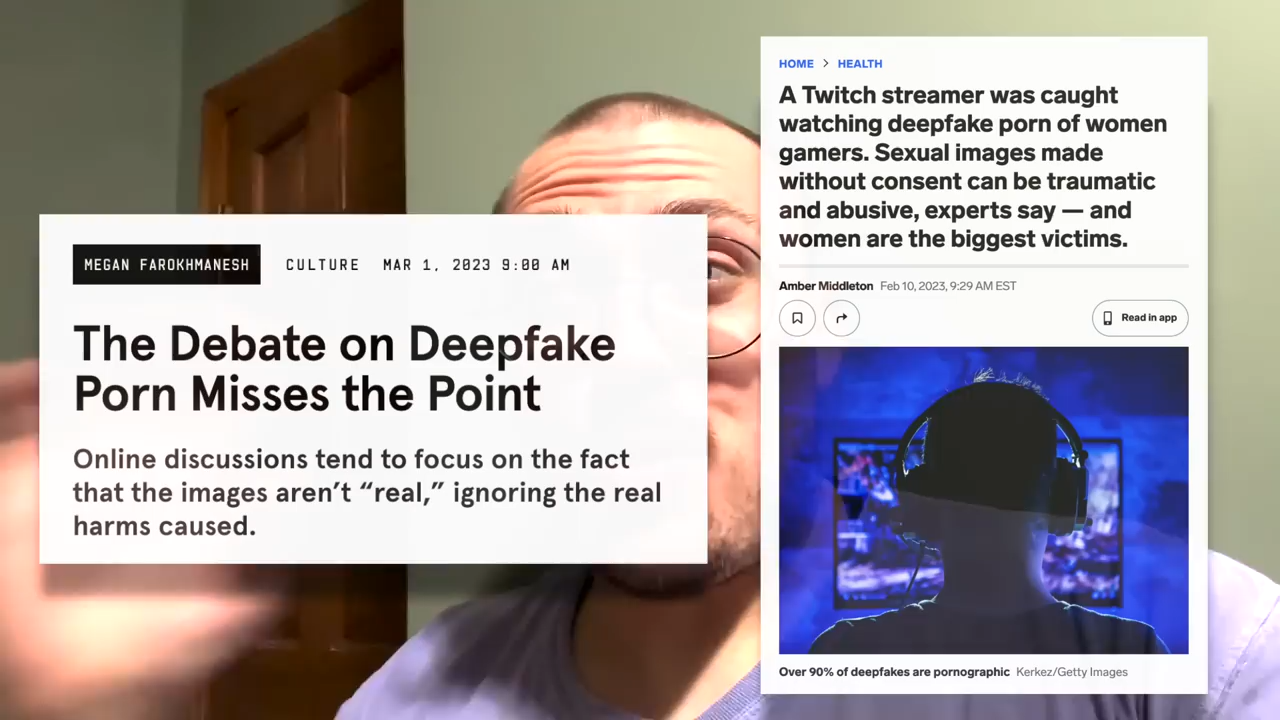 MEGAN FAROKHMANESH CULTURE MAR 1, 2023 9:00 AM
The Debate on Deepfake
Porn Misses the Point
Online discussions tend to focus on the fact
that the images aren’t “real,” ignoring the real
harms caused.
HOME > HEALTH
A Twitch streamer was caught
watching deepfake porn of women
gamers. Sexual images made
without consent can be traumatic
and abusive, experts say — and
women are the biggest victims.
Amber Middleton Feb 10, 2023, 9:29 AM EST
Read in app
Over 90% of deepfakes are pornographic Kerkez/Getty Images